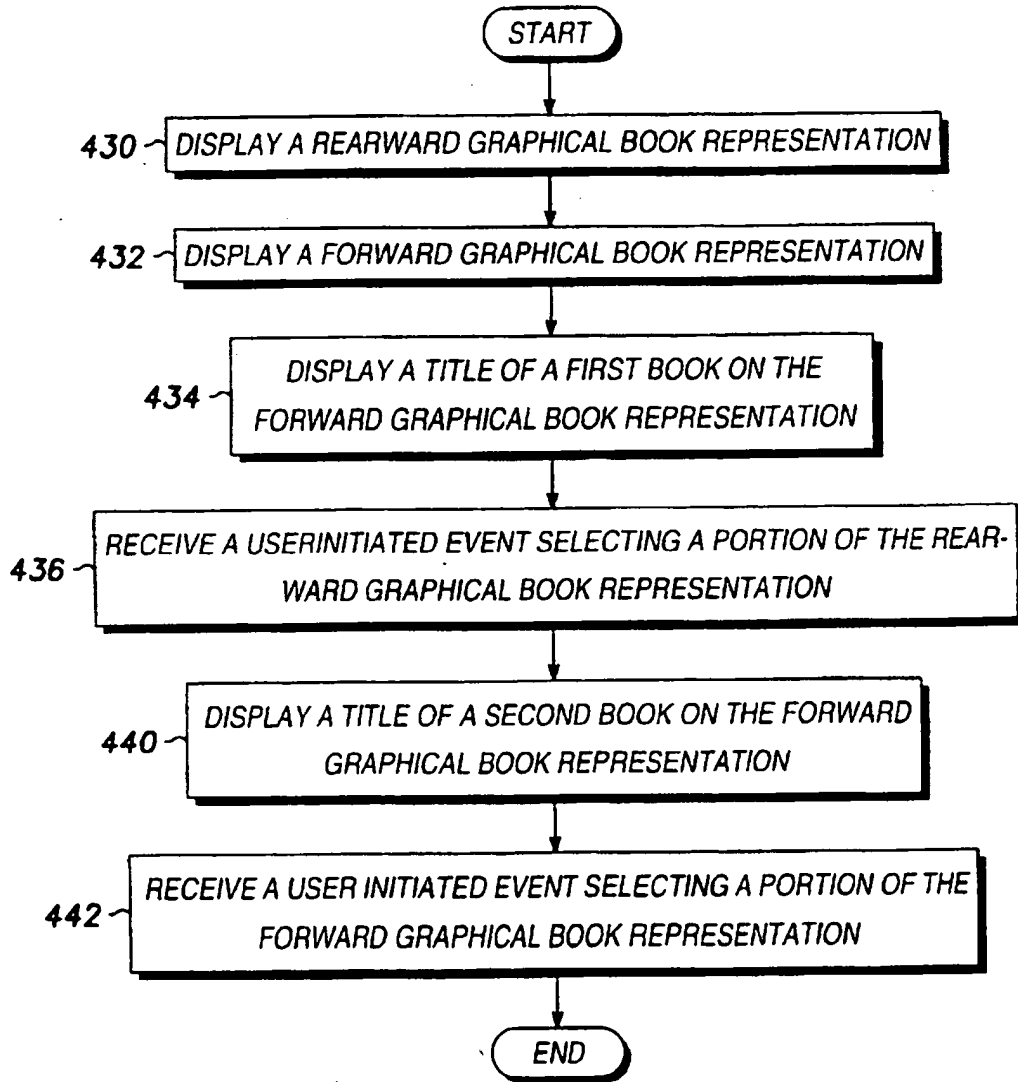 START
430 DISPLAY A REARWARD GRAPHICAL BOOK REPRESENTATION
432 DISPLAY A FORWARD GRAPHICAL BOOK REPRESENTATION
DISPLAY A TITLE OF A FIRST BOOK ON THE
434 FORWARD GRAPHICAL BOOK REPRESENTATION
RECEIVE A USERINITIATED EVENT SELECTING A PORTION OF THE REAR-
436 WARD GRAPHICAL BOOK REPRESENTATION
DISPLAY A TITLE OF A SECOND BOOK ON THE FORWARD
440 GRAPHICAL BOOK REPRESENTATION
RECEIVE A USER INITIATED EVENT SELECTING A PORTION OF THE
442 FORWARD GRAPHICAL BOOK REPRESENTATION
END